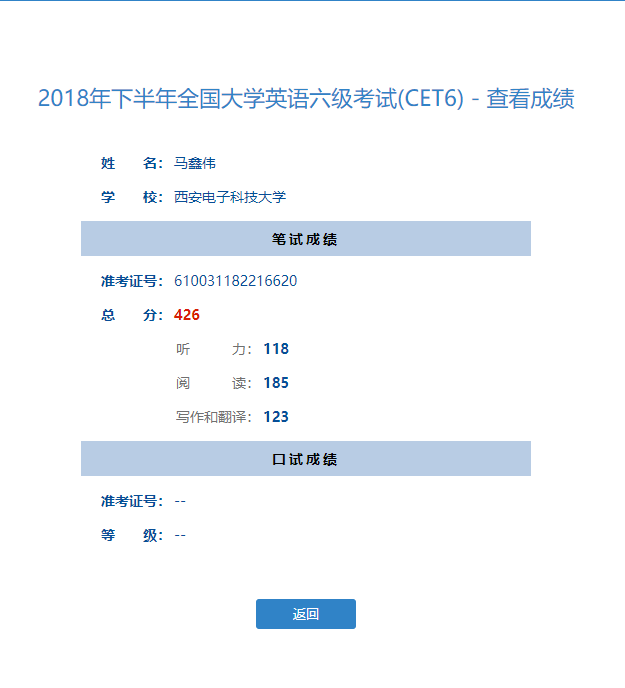 2018年下半年全国大学英语六级考试(CET6) - 查看成绩
姓 名： 马鑫伟
学 校： 西安电子科技大学
笔试成绩
准考证号： 610031182216620
总 分： 426
听 力： 118
阅 读： 185
写作和翻译： 123
口试成绩
准考证号： --
等 级： --
返回